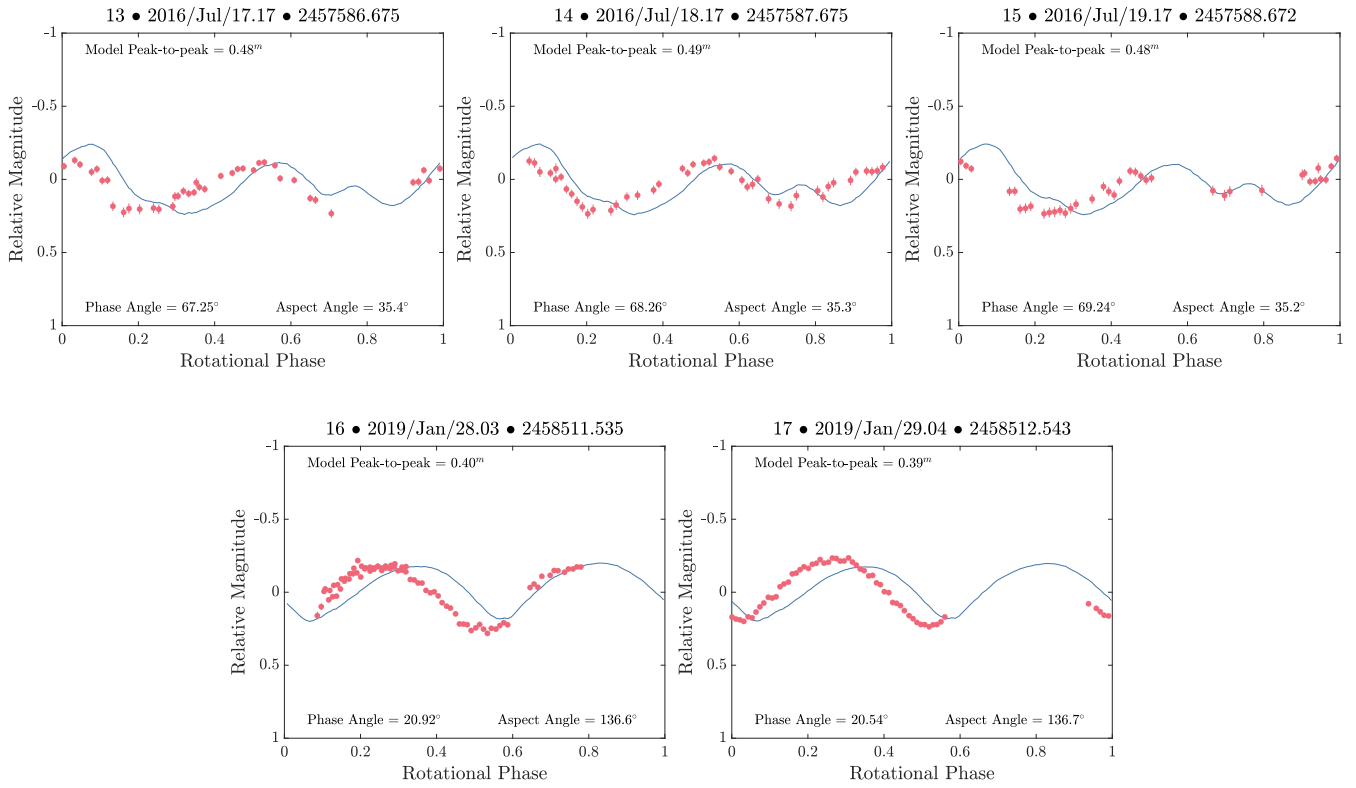 13 • 2016/Jul/17.17 • 2457586.675
Model Peak-to-peak = 0.48ᵐ
Relative Magnitude
-1
-0.5
0
0.5
1
Phase Angle = 67.25°
Aspect Angle = 35.4°
0 0.2 0.4 0.6 0.8 1
Rotational Phase
14 • 2016/Jul/18.17 • 2457587.675
Model Peak-to-peak = 0.49ᵐ
Relative Magnitude
-1
-0.5
0
0.5
1
Phase Angle = 68.26°
Aspect Angle = 35.3°
0 0.2 0.4 0.6 0.8 1
Rotational Phase
15 • 2016/Jul/19.17 • 2457588.672
Model Peak-to-peak = 0.48ᵐ
Relative Magnitude
-1
-0.5
0
0.5
1
Phase Angle = 69.24°
Aspect Angle = 35.2°
0 0.2 0.4 0.6 0.8 1
Rotational Phase
16 • 2019/Jan/28.03 • 2458511.535
Model Peak-to-peak = 0.40ᵐ
Relative Magnitude
-1
-0.5
0
0.5
1
Phase Angle = 20.92°
Aspect Angle = 136.6°
0 0.2 0.4 0.6 0.8 1
Rotational Phase
17 • 2019/Jan/29.04 • 2458512.543
Model Peak-to-peak = 0.39ᵐ
Relative Magnitude
-1
-0.5
0
0.5
1
Phase Angle = 20.54°
Aspect Angle = 136.7°
0 0.2 0.4 0.6 0.8 1
Rotational Phase